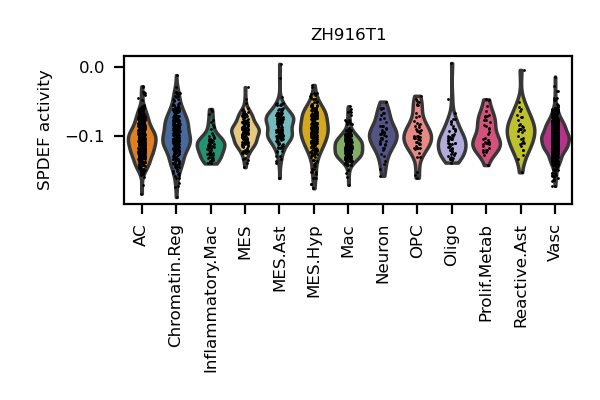 ZH916T1
SPDEF activity
0.0
−0.1
AC
Chromatin.Reg
Inflammatory.Mac
MES
MES.Ast
MES.Hyp
Mac
Neuron
OPC
Oligo
Prolif.Metab
Reactive.Ast
Vasc